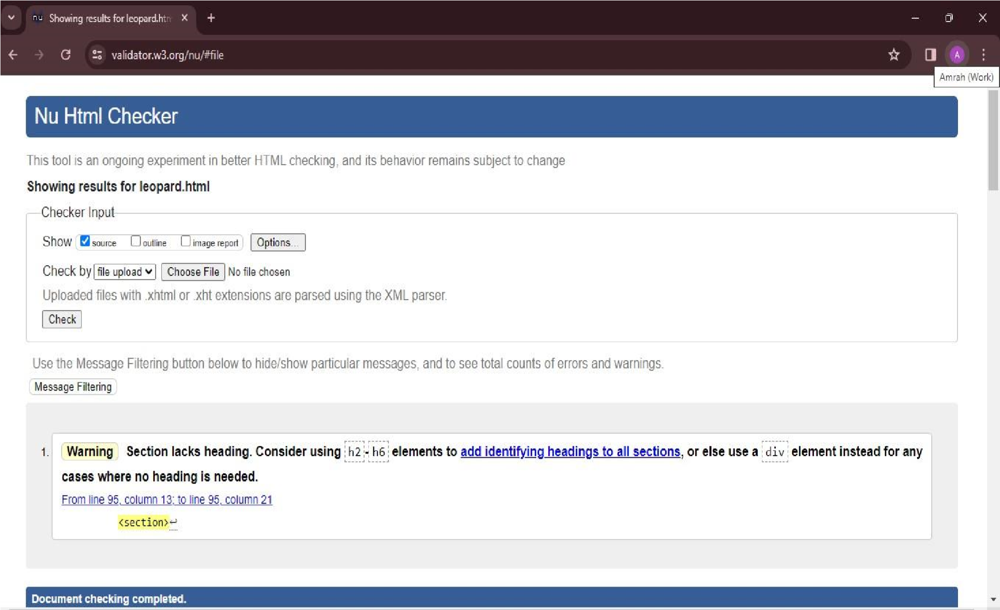 nu Showing results for leopard.htm
validator.w3.org/nu/#file
A
Amrah (Work)
Nu Html Checker
This tool is an ongoing experiment in better HTML checking, and its behavior remains subject to change
Showing results for leopard.html
Checker Input
Show source outline image report Options...
Check by file upload Choose File No file chosen
Uploaded files with .xhtml or .xht extensions are parsed using the XML parser.
Check
Use the Message Filtering button below to hide/show particular messages, and to see total counts of errors and warnings.
Message Filtering
1. Warning Section lacks heading. Consider using h2-h6 elements to add identifying headings to all sections, or else use a div element instead for any
cases where no heading is needed.
From line 95, column 13; to line 95, column 21
<section>↩
Document checking completed.